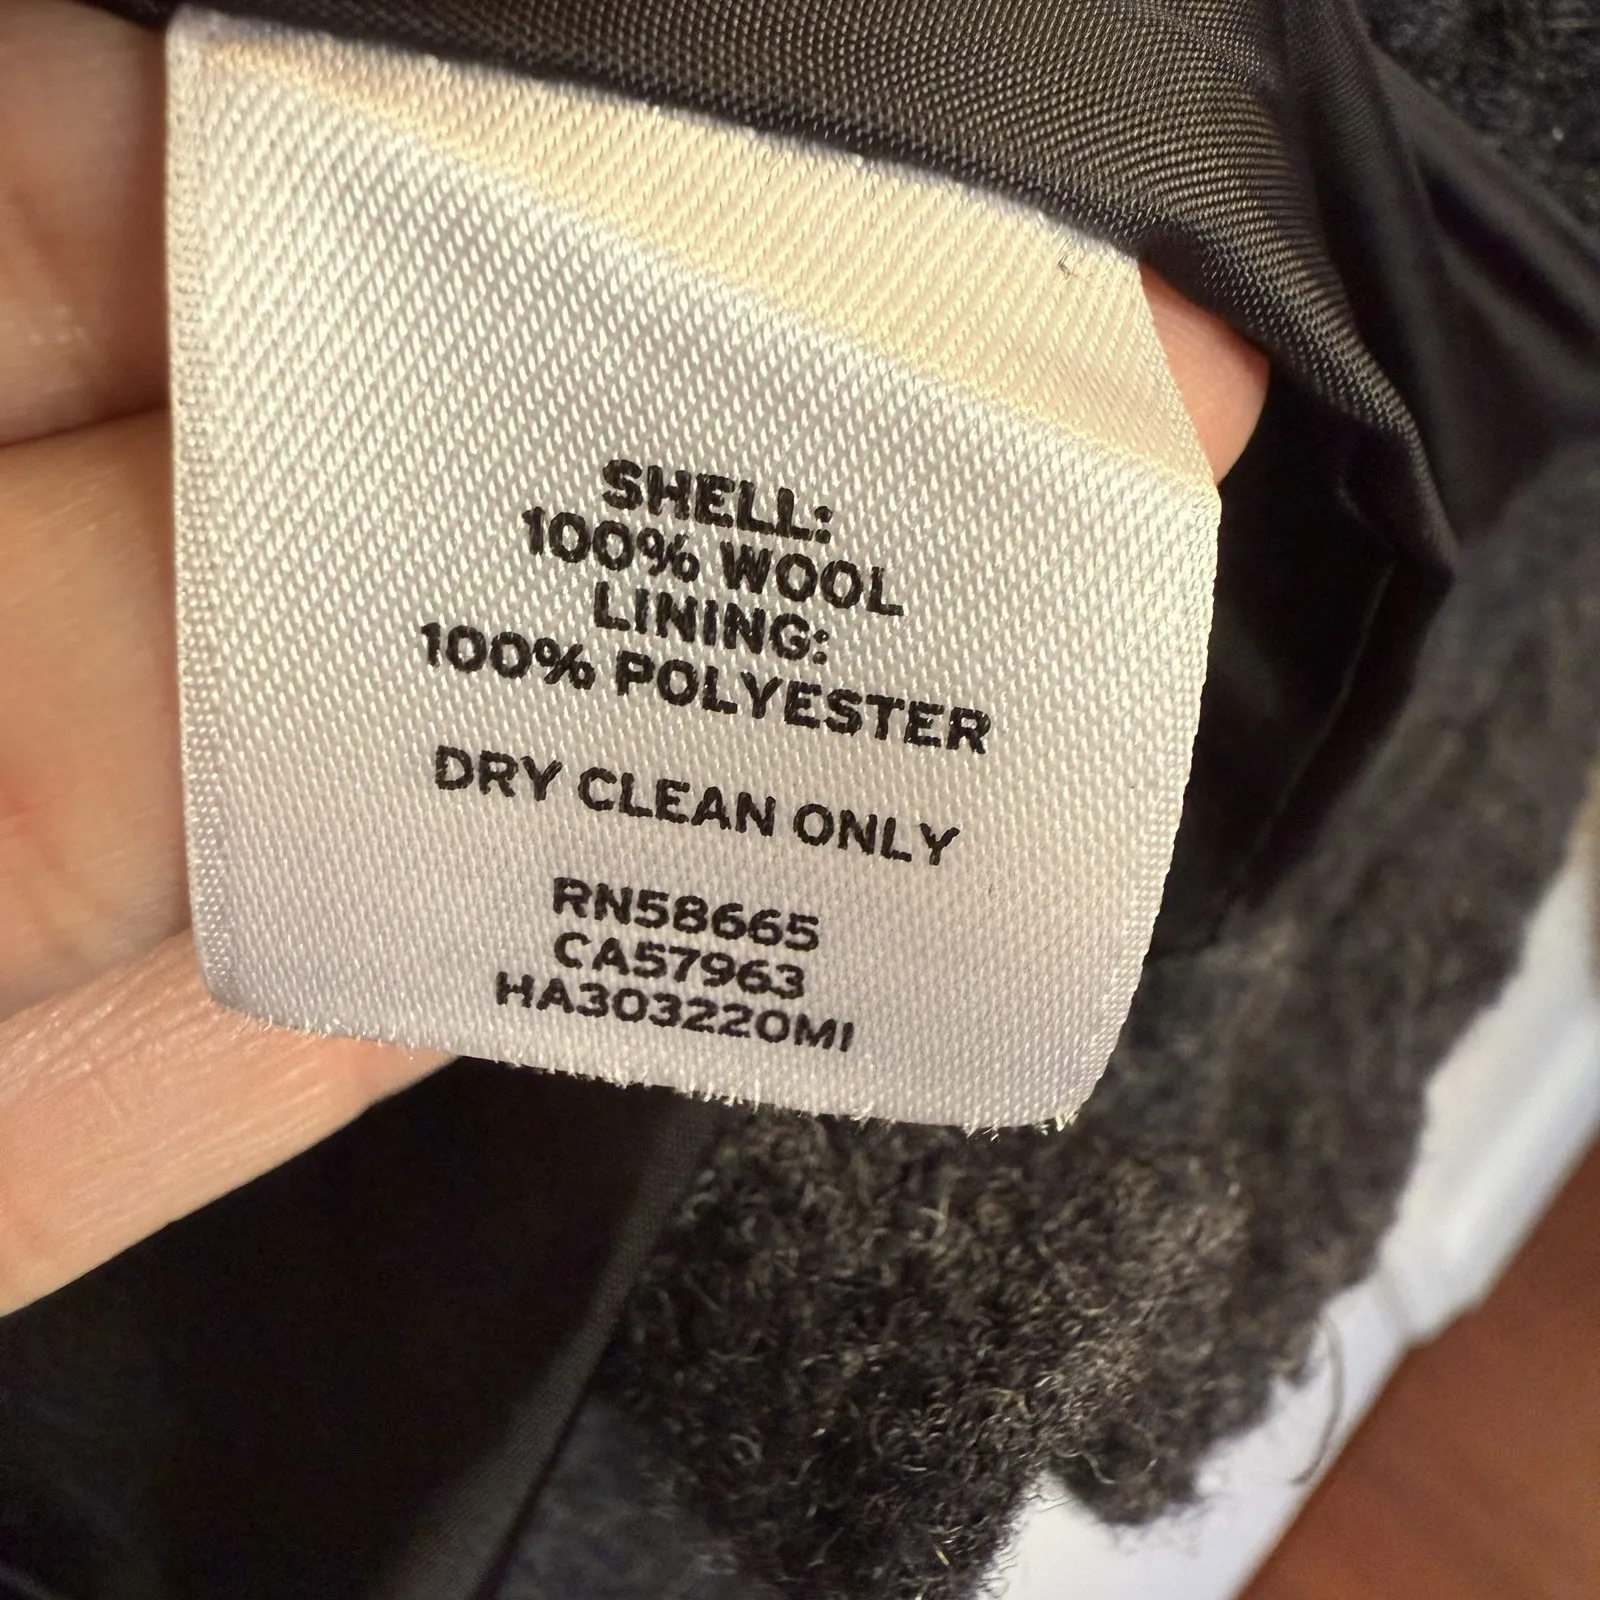 SHELL:
100% WOOL
LINING:
100% POLYESTER
DRY CLEAN ONLY
RN58665
CA57963
HA303220MI